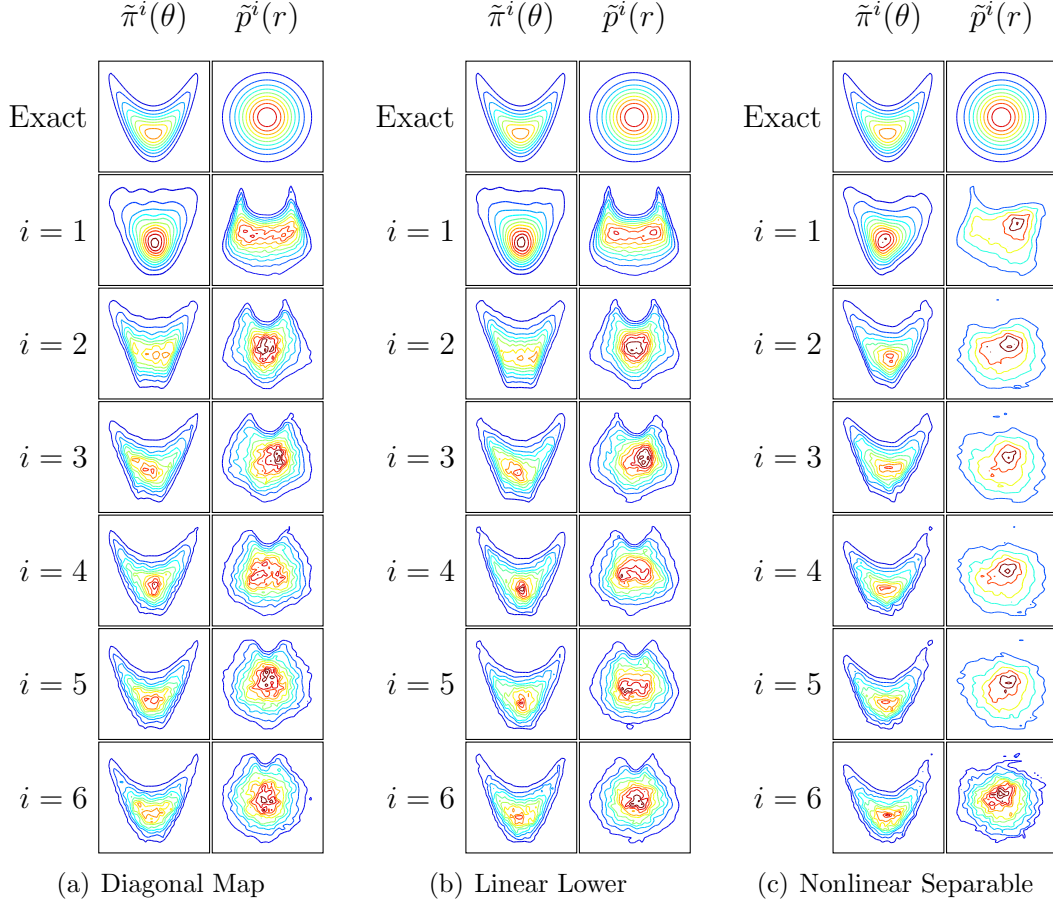 π̃ⁱ(θ) p̃ⁱ(r) π̃ⁱ(θ) p̃ⁱ(r) π̃ⁱ(θ) p̃ⁱ(r)
Exact Exact Exact
i = 1 i = 1 i = 1
i = 2 i = 2 i = 2
i = 3 i = 3 i = 3
i = 4 i = 4 i = 4
i = 5 i = 5 i = 5
i = 6 i = 6 i = 6
(a) Diagonal Map (b) Linear Lower (c) Nonlinear Separable